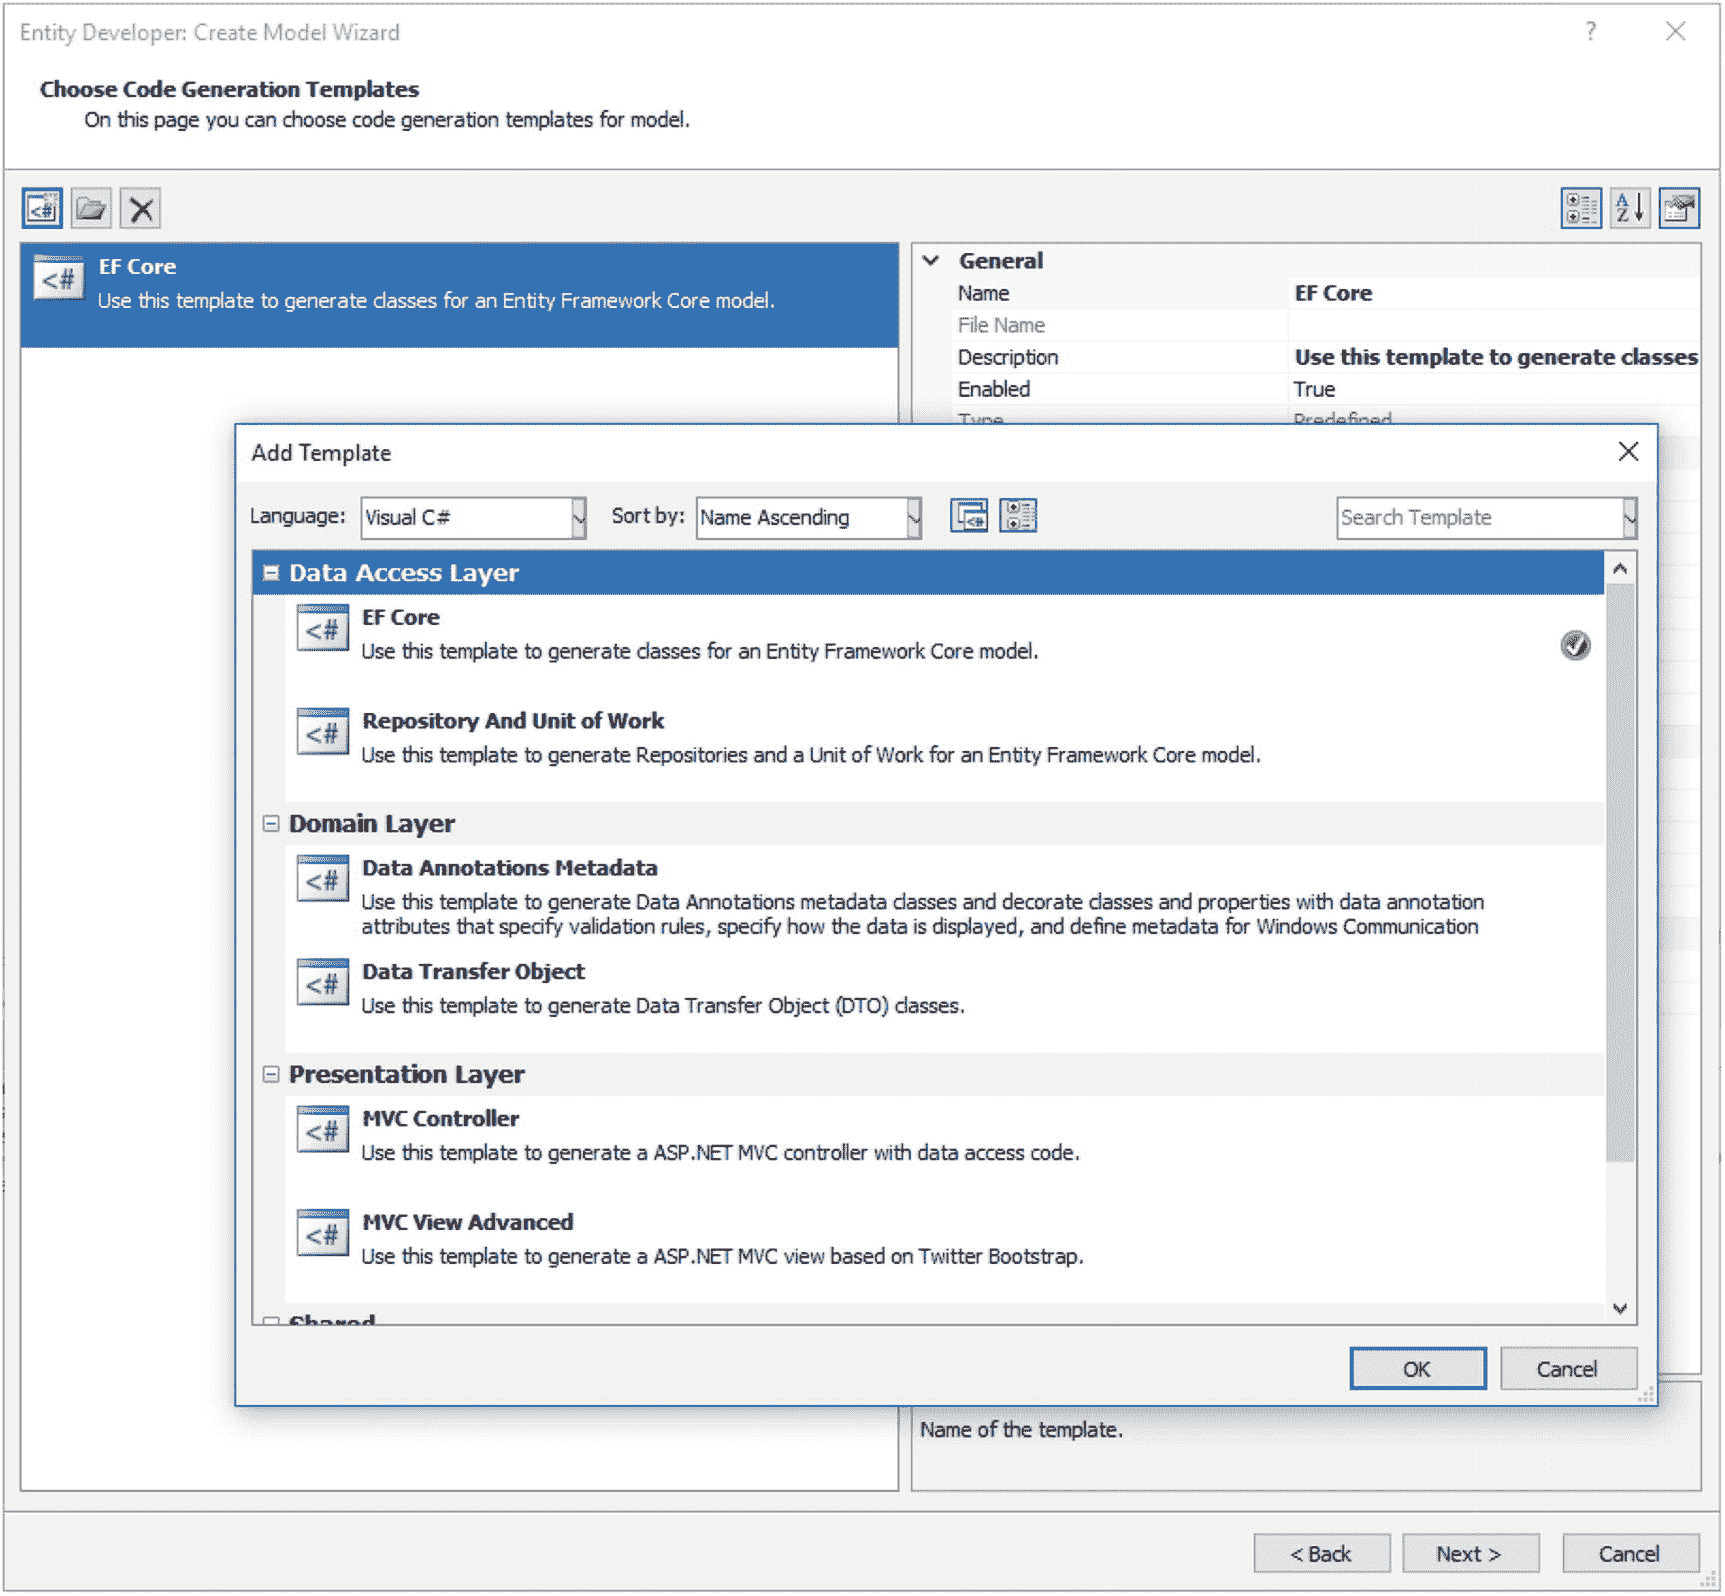 Entity Developer: Create Model Wizard
?
Choose Code Generation Templates
On this page you can choose code generation templates for model.
<#
A
Z
<#
EF Core
Use this template to generate classes for an Entity Framework Core model.
General
Name EF Core
File Name
Description Use this template to generate classes
Enabled True
Type Predefined
Add Template
Language: Visual C# Sort by: Name Ascending <# Search Template
Data Access Layer
<# EF Core
Use this template to generate classes for an Entity Framework Core model.
<# Repository And Unit of Work
Use this template to generate Repositories and a Unit of Work for an Entity Framework Core model.
Domain Layer
<# Data Annotations Metadata
Use this template to generate Data Annotations metadata classes and decorate classes and properties with data annotation
attributes that specify validation rules, specify how the data is displayed, and define metadata for Windows Communication
<# Data Transfer Object
Use this template to generate Data Transfer Object (DTO) classes.
Presentation Layer
<# MVC Controller
Use this template to generate a ASP.NET MVC controller with data access code.
<# MVC View Advanced
Use this template to generate a ASP.NET MVC view based on Twitter Bootstrap.
Shared
OK Cancel
Name of the template.
< Back Next > Cancel